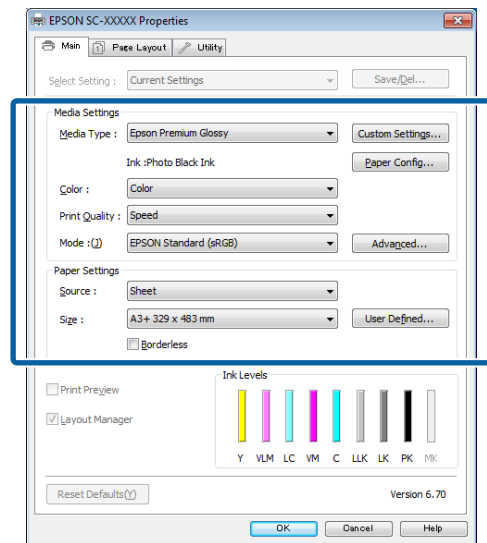 EPSON SC-XXXXX Properties
Main Page Layout Utility
Select Setting : Current Settings Save/Del...
Media Settings
Media Type : Epson Premium Glossy Custom Settings...
Ink :Photo Black Ink Paper Config...
Color : Color
Print Quality : Speed
Mode :(J) EPSON Standard (sRGB) Advanced...
Paper Settings
Source : Sheet
Size : A3+ 329 x 483 mm User Defined...
Borderless
Ink Levels
Print Preview
Layout Manager
Y VLM LC VM C LLK LK PK MK
Reset Defaults(Y) Version 6.70
OK Cancel Help